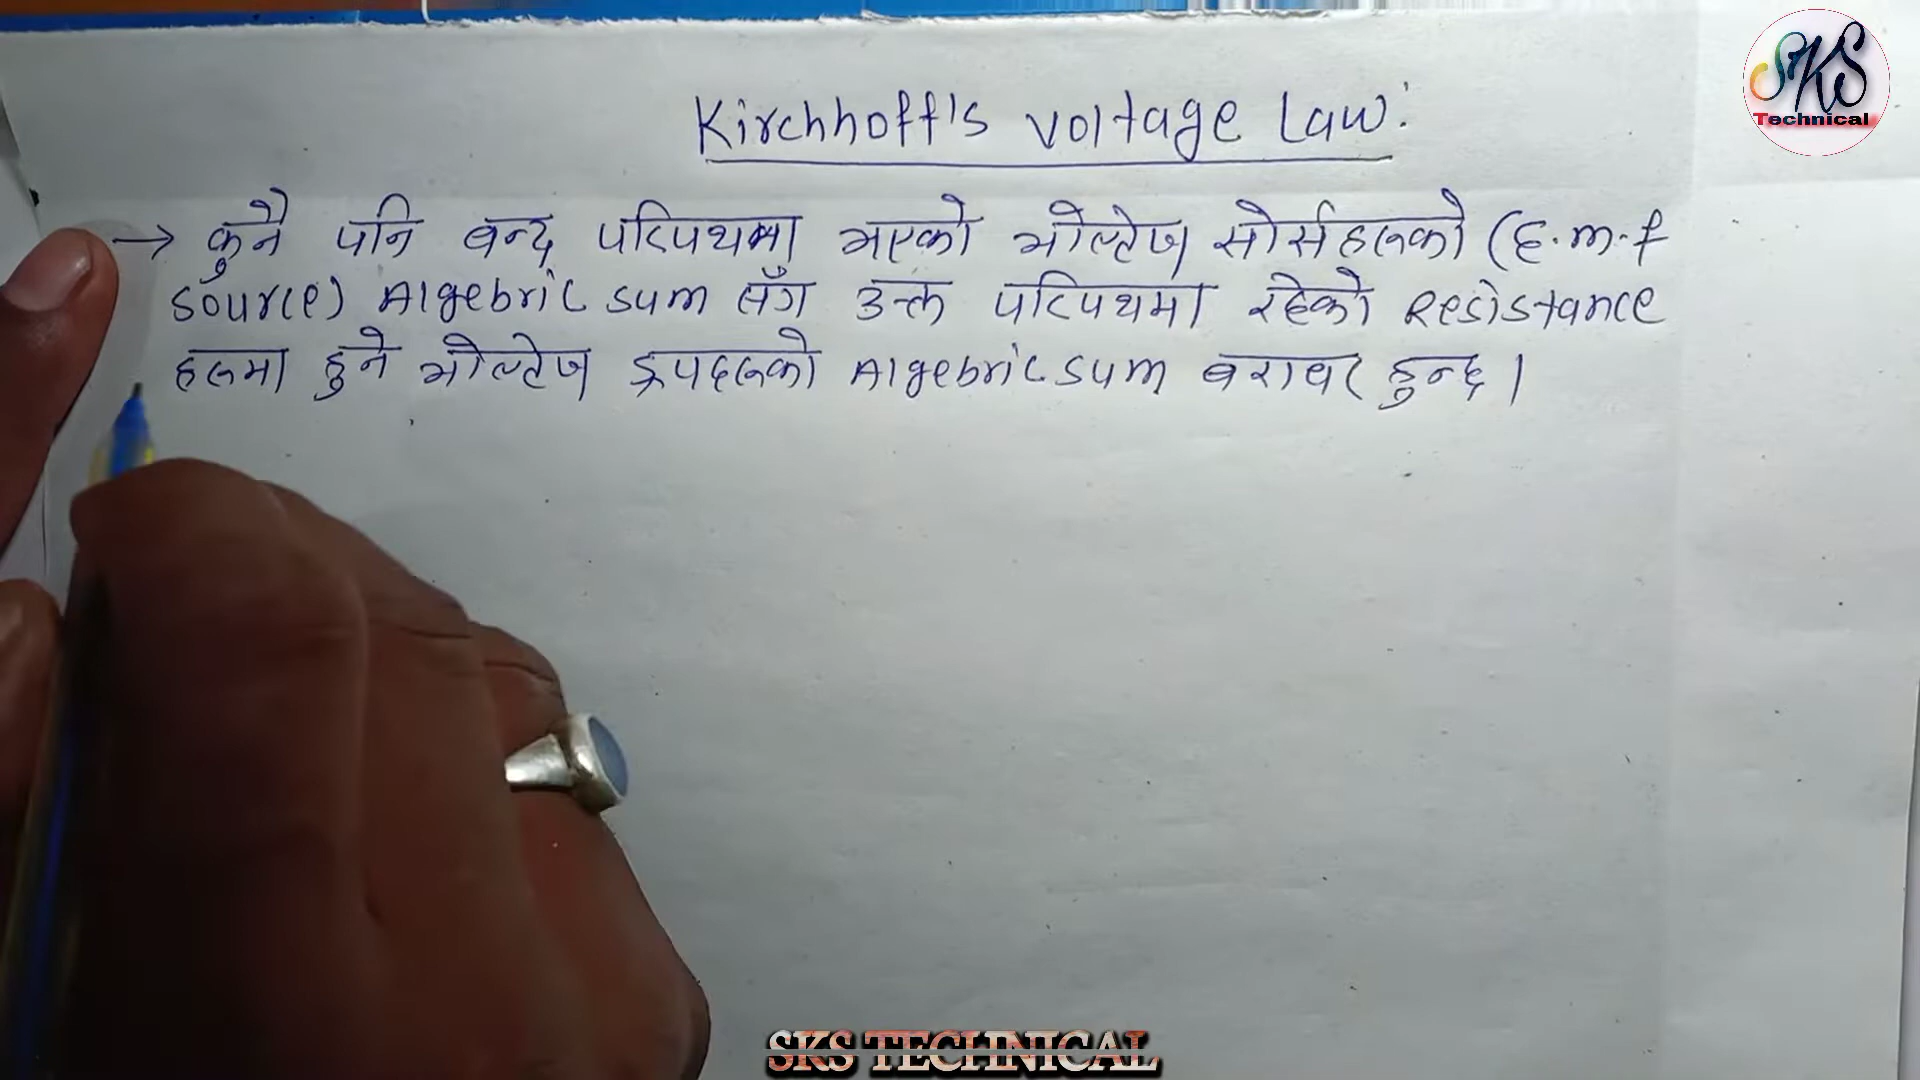 SKS
Technical
Kirchhoff's Voltage Law:
→ कुनै पनि बन्द परिपथमा भएको भोल्टेज सोर्सहरुको (E.m.f
source) Algebric sum सँग उक्त परिपथमा रहेको Resistance
हरुमा हुने भोल्टेज ड्रपहरुको Algebric sum बराबर हुन्छ ।
SKS TECHNICAL